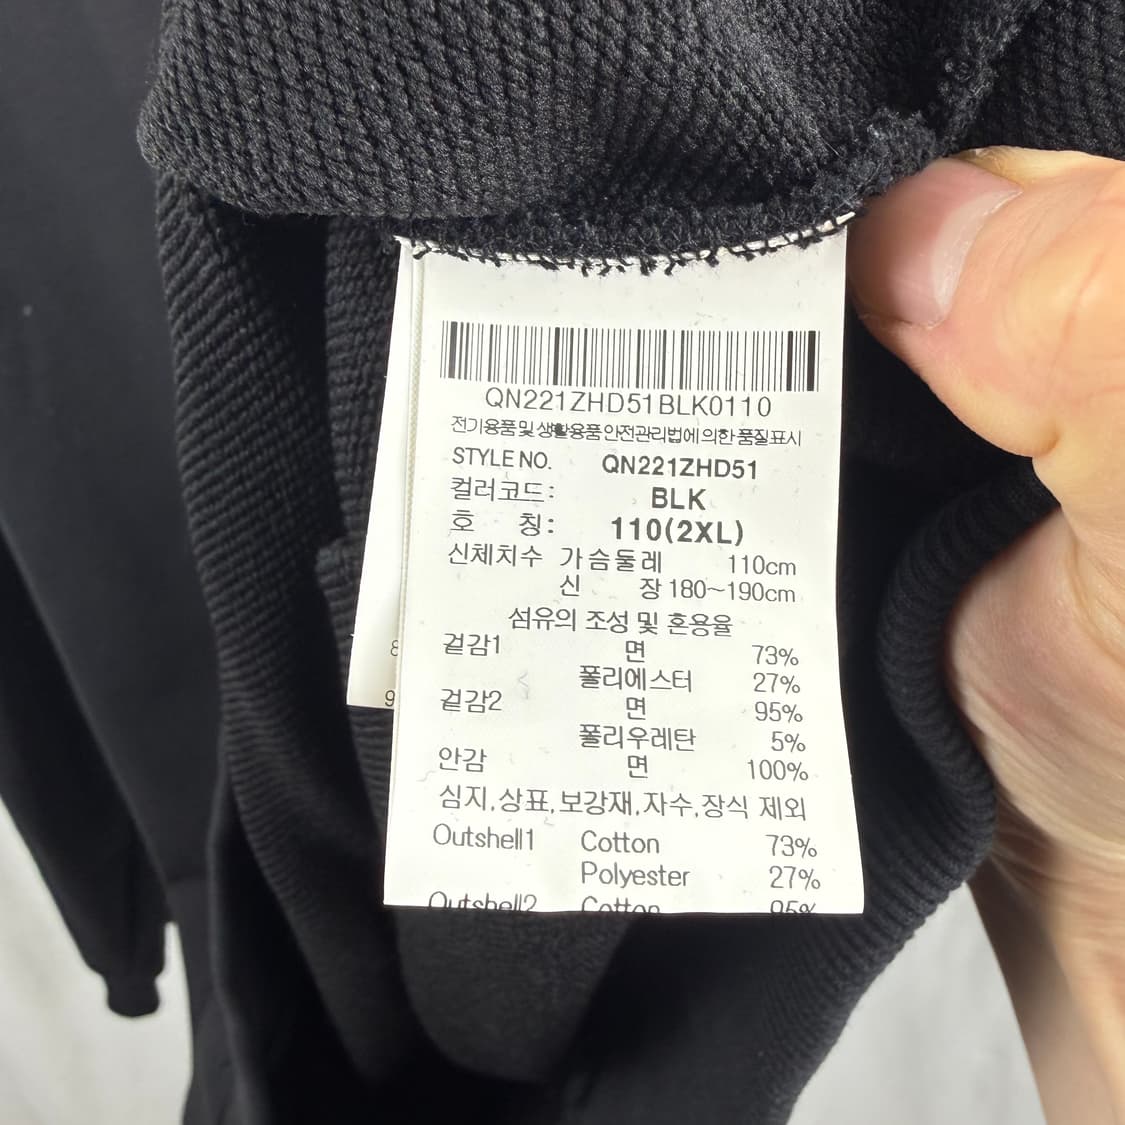 QN221ZHD51BLK0110
전기용품 및 생활용품 안전관리법에 의한 품질표시
STYLE NO. QN221ZHD51
컬러코드: BLK
호 칭: 110(2XL)
신체치수 가슴둘레 110cm
신 장 180~190cm
섬유의 조성 및 혼용율
겉감1 면 73%
폴리에스터 27%
겉감2 면 95%
폴리우레탄 5%
안감 면 100%
심지,상표,보강재,자수,장식 제외
Outshell1 Cotton 73%
Polyester 27%
Outshell2 Cotton 95%
8
9